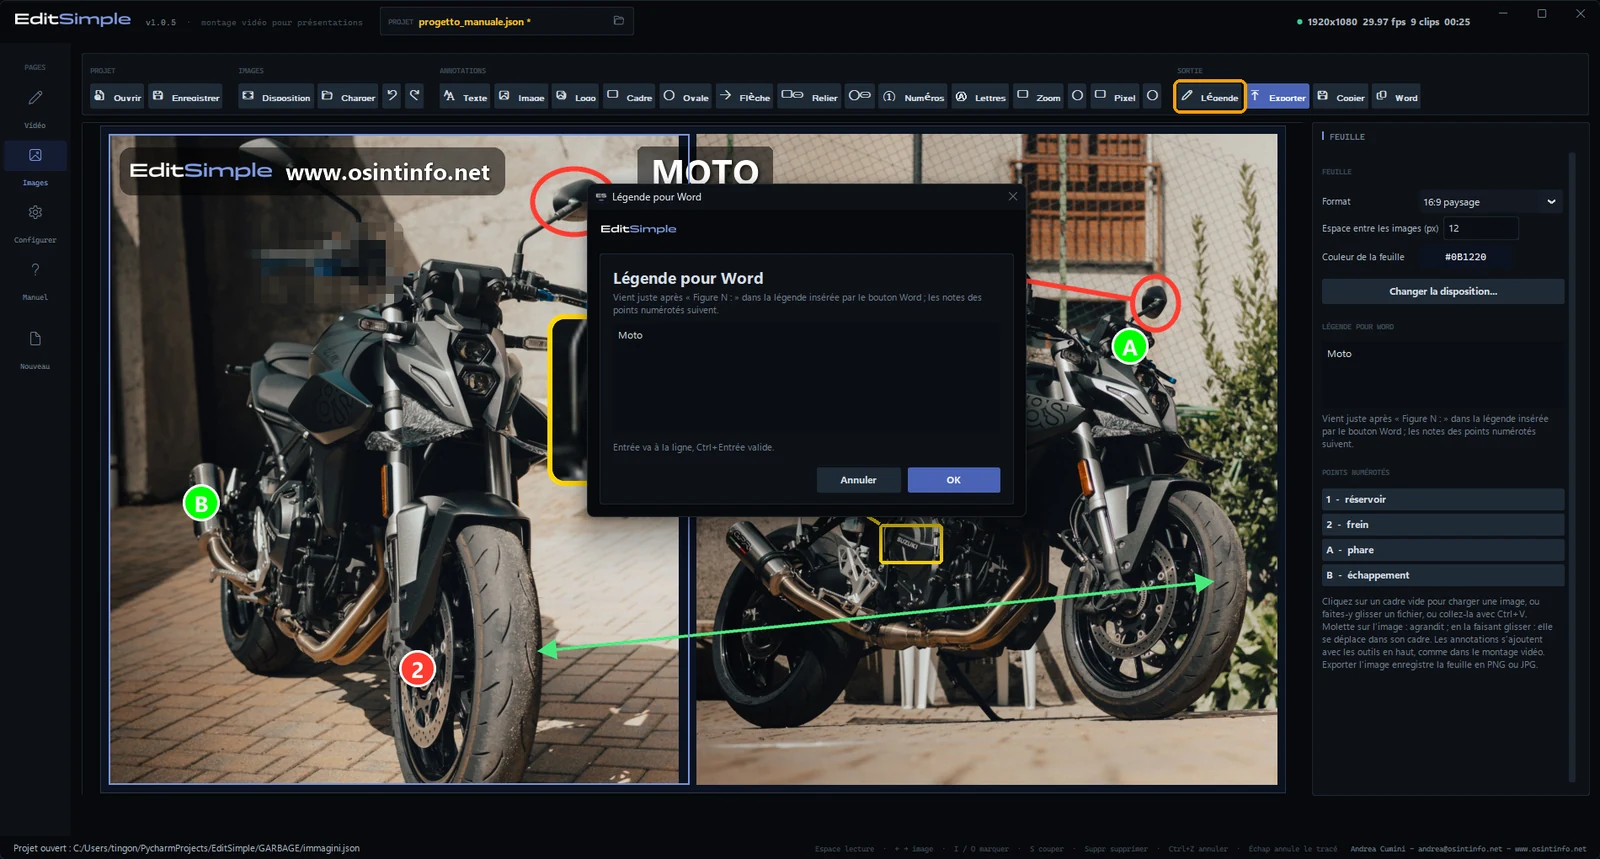 EditSimple v1.0.5 - montage vidéo pour présentations
PROJET progetto_manuale.json *
1920x1080 29.97 fps 9 clips 00:25
PAGES
Vidéo
Images
Configurer
Manuel
Nouveau
PROJET
IMAGES
ANNOTATIONS
SORTIE
Ouvrir
Enregistrer
Disposition
Charger
Texte
Image
Logo
Cadre
Ovale
Flèche
Relier
Numéros
Lettres
Zoom
Pixel
Légende
Exporter
Copier
Word
EditSimple www.osintinfo.net
MOTO
A
B
2
SUZUKI
Légende pour Word
EditSimple
Légende pour Word
Vient juste après « Figure N : » dans la légende insérée par le bouton Word ; les notes des
points numérotés suivent.
Moto
Entrée va à la ligne, Ctrl+Entrée valide.
Annuler
OK
FEUILLE
FEUILLE
Format 16:9 paysage
Espace entre les images (px) 12
Couleur de la feuille #0B1220
Changer la disposition...
LÉGENDE POUR WORD
Moto
Vient juste après « Figure N : » dans la légende insérée
par le bouton Word ; les notes des points numérotés
suivent.
POINTS NUMÉROTÉS
1 - réservoir
2 - frein
A - phare
B - échappement
Cliquez sur un cadre vide pour charger une image, ou
faites-y glisser un fichier, ou collez-la avec Ctrl+V.
Molette sur l'image : agrandit ; en la faisant glisser : elle
se déplace dans son cadre. Les annotations s'ajoutent
avec les outils en haut, comme dans le montage vidéo.
Exporter l'image enregistre la feuille en PNG ou JPG.
Projet ouvert : C:/Users/tingon/PycharmProjects/EditSimple/GARBAGE/immagini.json
Espace lecture · + + image · I / O marquer · S couper · Suppr supprimer · Ctrl+Z annuler · Échap annule le tracé
Andrea Cumini - andrea@osintinfo.net - www.osintinfo.net